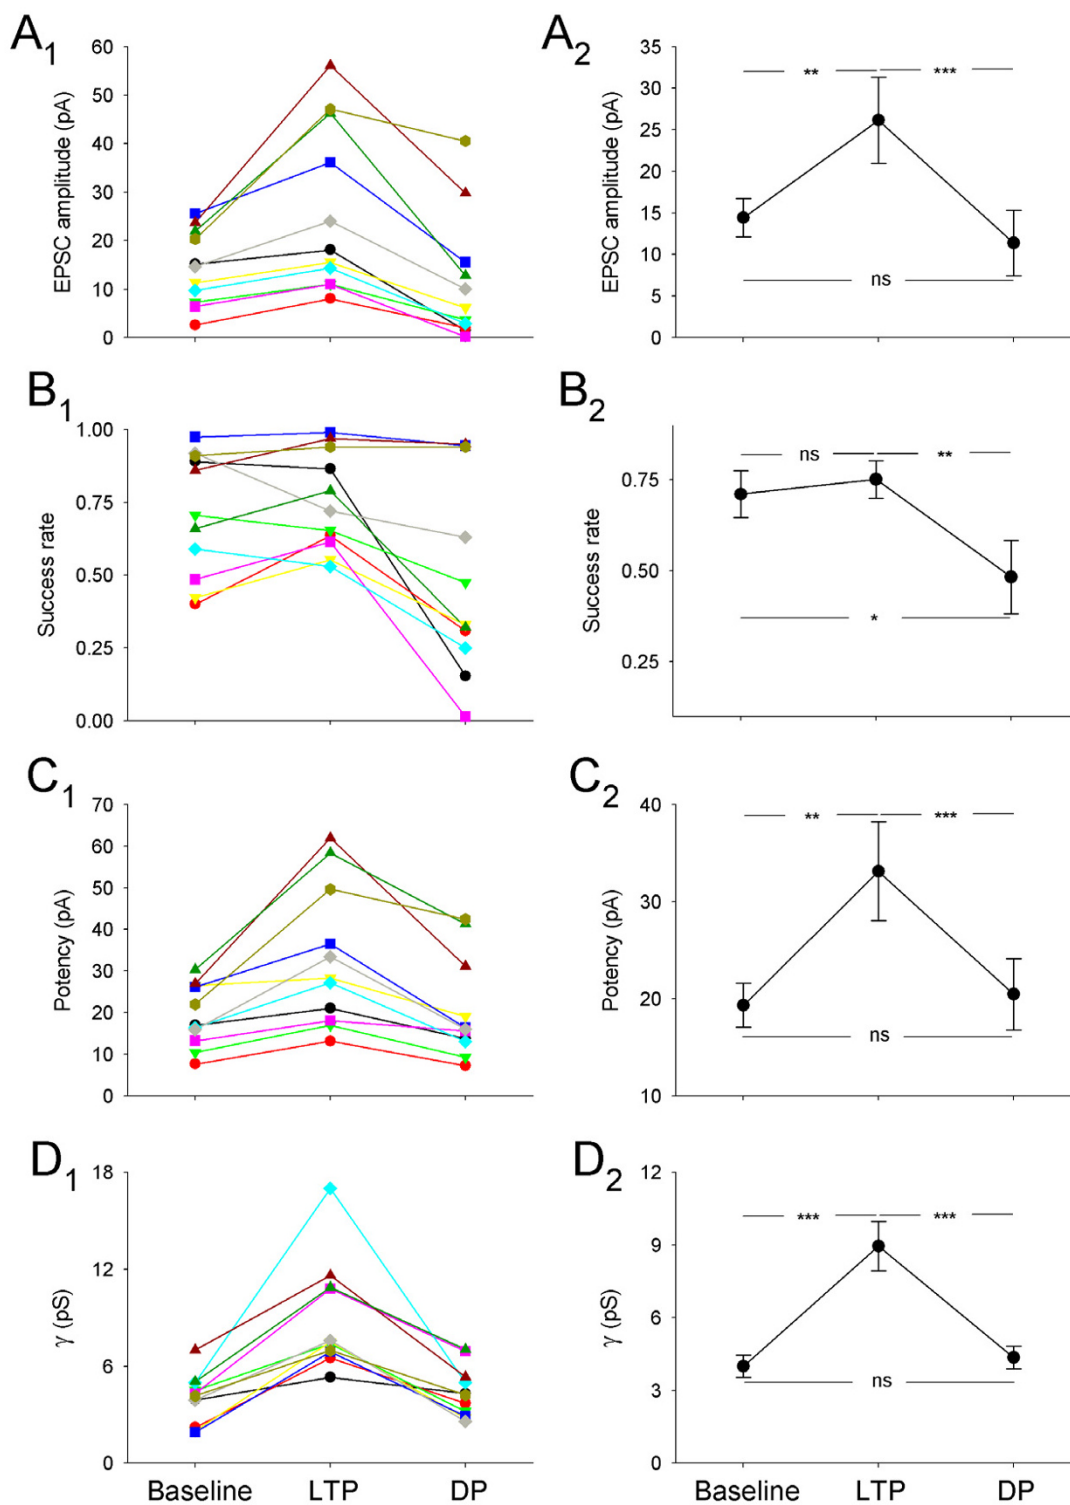 A1
EPSC amplitude (pA)
60
50
40
30
20
10
0
A2
EPSC amplitude (pA)
35
30
25
20
15
10
5
0
** ***
ns
B1
Success rate
1.00
0.75
0.50
0.25
0.00
B2
Success rate
0.75
0.50
0.25
ns **
*
C1
Potency (pA)
70
60
50
40
30
20
10
0
C2
Potency (pA)
40
30
20
10
** ***
ns
D1
γ (pS)
18
12
6
0
Baseline LTP DP
D2
γ (pS)
12
9
6
3
0
*** ***
ns
Baseline LTP DP